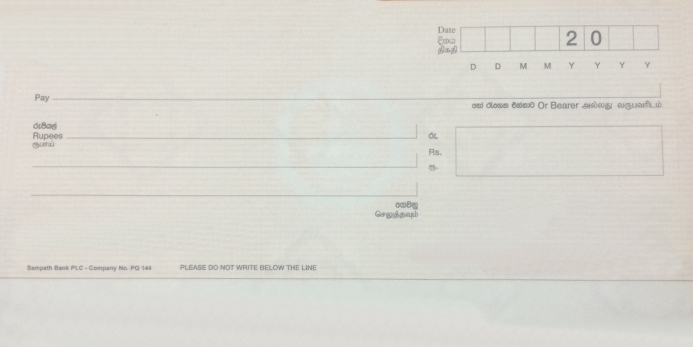 Date
දිනය
திகதி
2 0
D D M M Y Y Y Y
Pay
හෝ රැගෙන එන්නාට Or Bearer அல்லது வருபவரிடம்
රුපියල්
Rupees
ரூபாய்
රු.
Rs.
ரூ.
ගෙවනු
செலுத்தவும்
Sampath Bank PLC - Company No. PQ 144
PLEASE DO NOT WRITE BELOW THE LINE